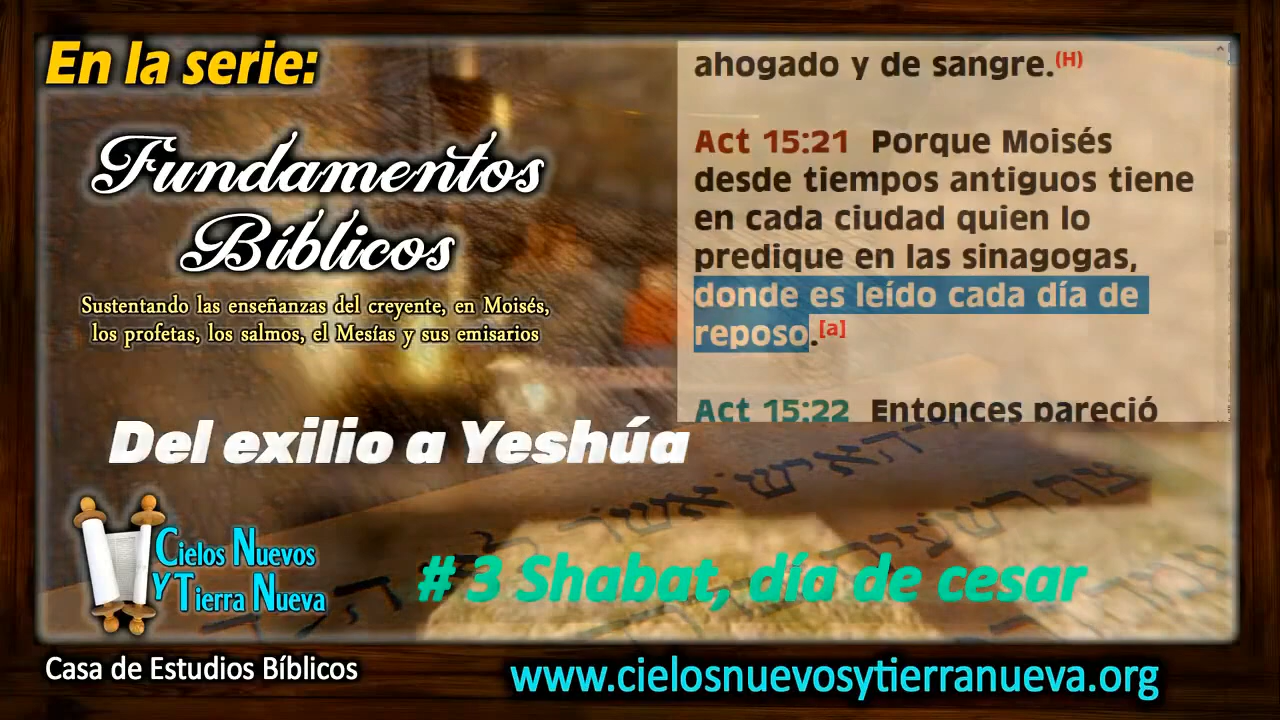 En la serie:
Fundamentos
Bíblicos
Sustentando las enseñanzas del creyente, en Moisés,
los profetas, los salmos, el Mesías y sus emisarios
ahogado y de sangre.(H)
Act 15:21 Porque Moisés
desde tiempos antiguos tiene
en cada ciudad quien lo
predique en las sinagogas,
donde es leído cada día de
reposo.[a]
Act 15:22 Entonces pareció
Del exilio a Yeshúa
Cielos Nuevos
Y Tierra Nueva
# 3 Shabat, día de cesar
Casa de Estudios Bíblicos
www.cielosnuevosytierranueva.org